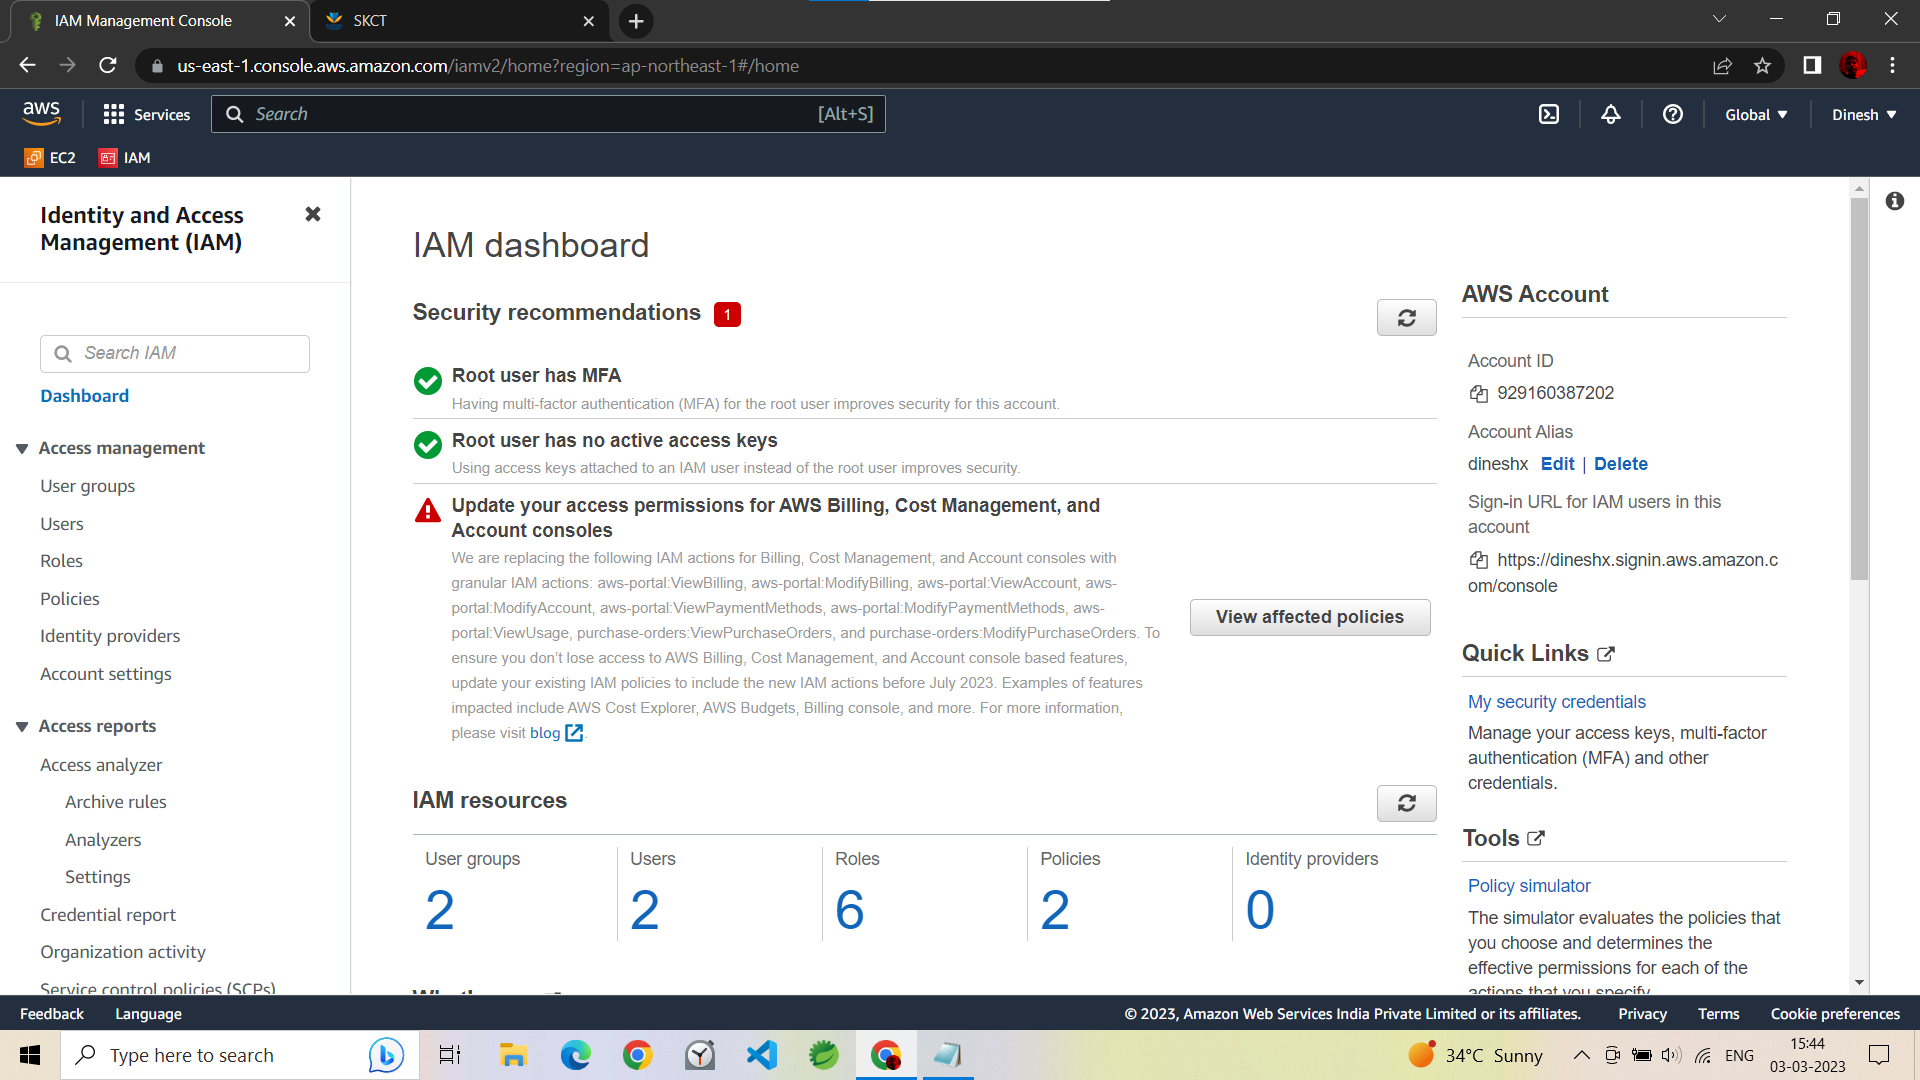 IAM Management Console
SKCT
us-east-1.console.aws.amazon.com/iamv2/home?region=ap-northeast-1#/home
aws
Services
Search
[Alt+S]
Global
Dinesh
EC2
IAM
Identity and Access
Management (IAM)
Search IAM
Dashboard
Access management
User groups
Users
Roles
Policies
Identity providers
Account settings
Access reports
Access analyzer
Archive rules
Analyzers
Settings
Credential report
Organization activity
Service control policies (SCPs)
IAM dashboard
Security recommendations 1
Root user has MFA
Having multi-factor authentication (MFA) for the root user improves security for this account.
Root user has no active access keys
Using access keys attached to an IAM user instead of the root user improves security.
Update your access permissions for AWS Billing, Cost Management, and
Account consoles
We are replacing the following IAM actions for Billing, Cost Management, and Account consoles with
granular IAM actions: aws-portal:ViewBilling, aws-portal:ModifyBilling, aws-portal:ViewAccount, aws-
portal:ModifyAccount, aws-portal:ViewPaymentMethods, aws-portal:ModifyPaymentMethods, aws-
portal:ViewUsage, purchase-orders:ViewPurchaseOrders, and purchase-orders:ModifyPurchaseOrders. To
ensure you don’t lose access to AWS Billing, Cost Management, and Account console based features,
update your existing IAM policies to include the new IAM actions before July 2023. Examples of features
impacted include AWS Cost Explorer, AWS Budgets, Billing console, and more. For more information,
please visit blog .
View affected policies
IAM resources
User groups
2
Users
2
Roles
6
Policies
2
Identity providers
0
AWS Account
Account ID
929160387202
Account Alias
dineshx Edit | Delete
Sign-in URL for IAM users in this
account
https://dineshx.signin.aws.amazon.c
om/console
Quick Links
My security credentials
Manage your access keys, multi-factor
authentication (MFA) and other
credentials.
Tools
Policy simulator
The simulator evaluates the policies that
you choose and determines the
effective permissions for each of the
actions that you specify.
Feedback
Language
© 2023, Amazon Web Services India Private Limited or its affiliates.
Privacy
Terms
Cookie preferences
Type here to search
34°C Sunny
ENG
15:44
03-03-2023